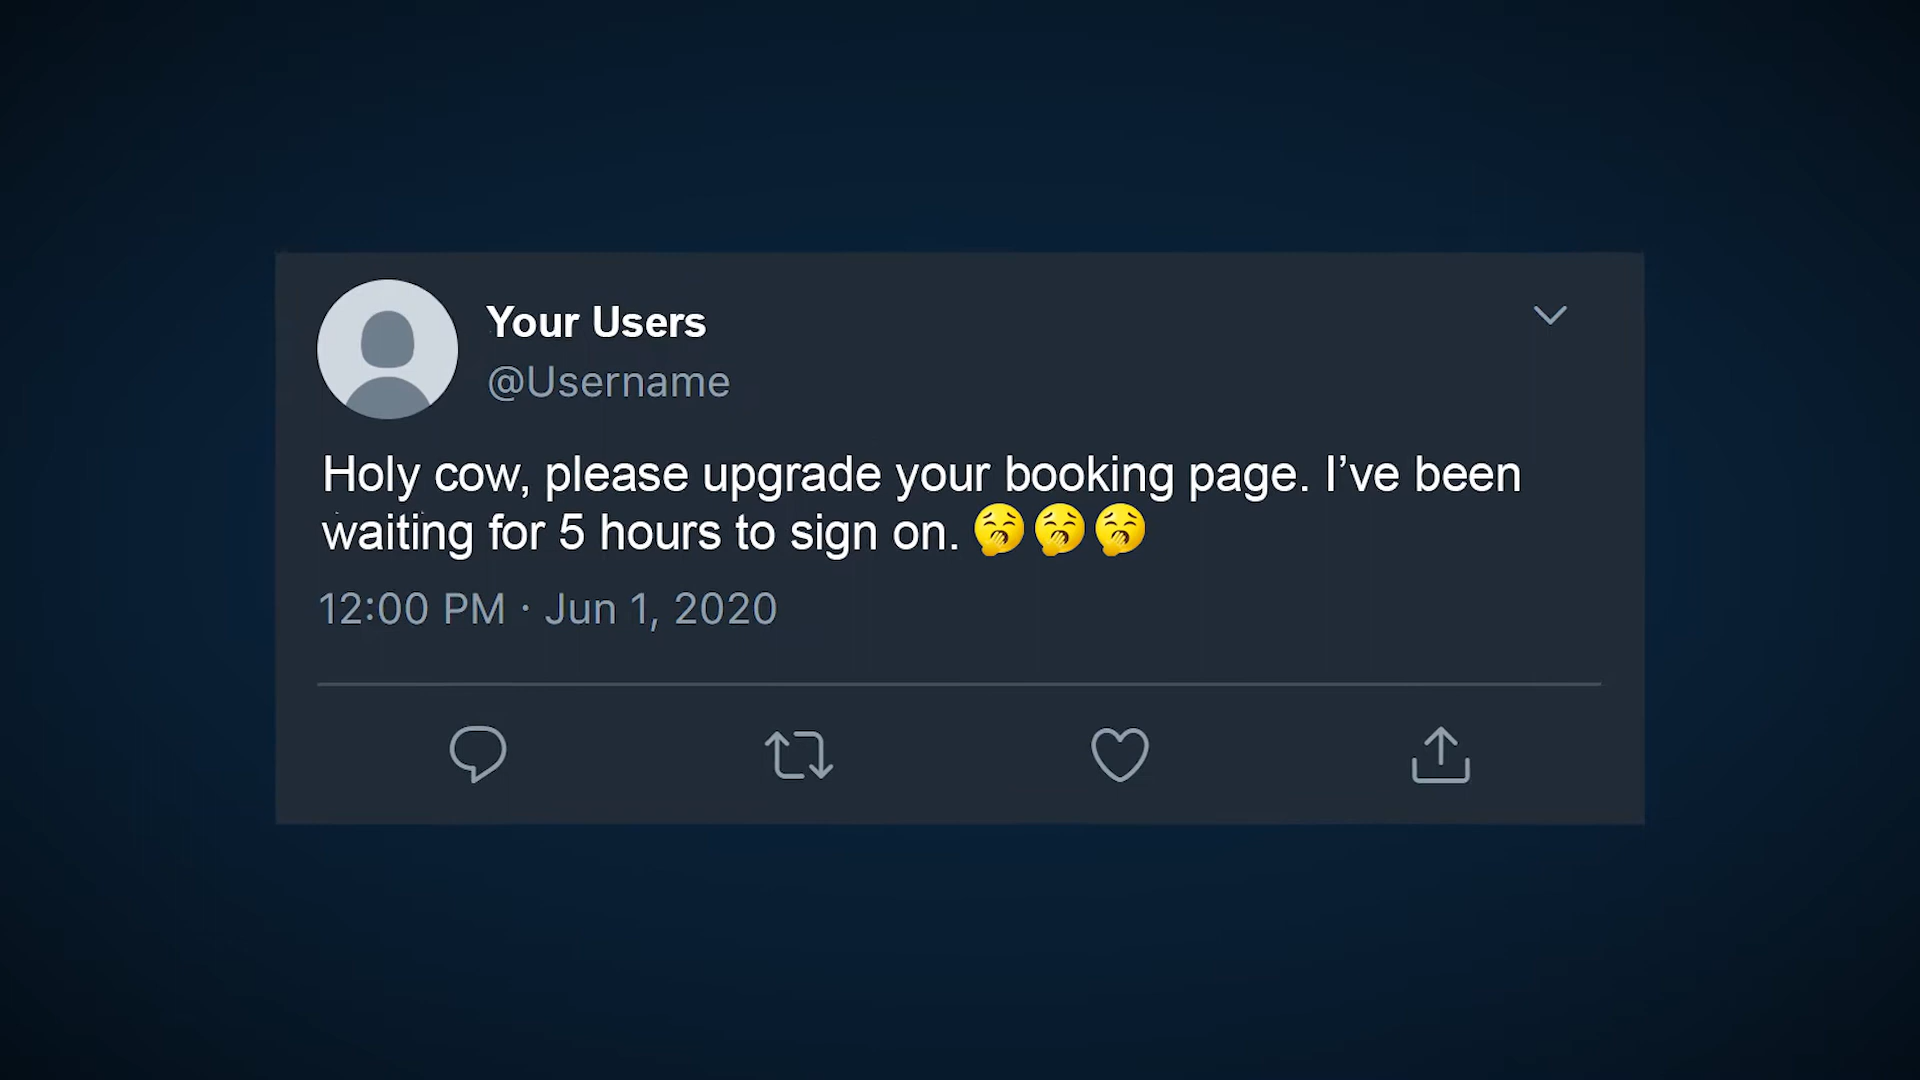 Your Users
@Username
Holy cow, please upgrade your booking page. I’ve been
waiting for 5 hours to sign on. 🥱🥱🥱
12:00 PM · Jun 1, 2020